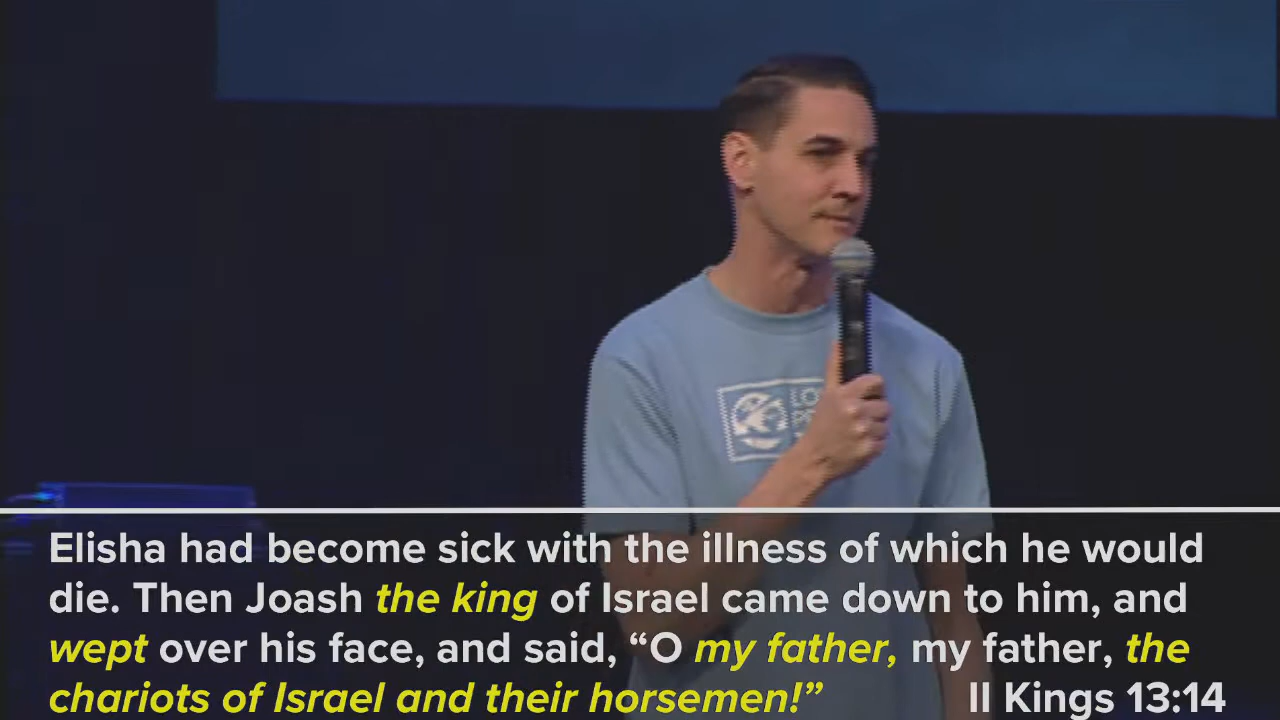 Elisha had become sick with the illness of which he would
die. Then Joash the king of Israel came down to him, and
wept over his face, and said, “O my father, my father, the
chariots of Israel and their horsemen!” II Kings 13:14